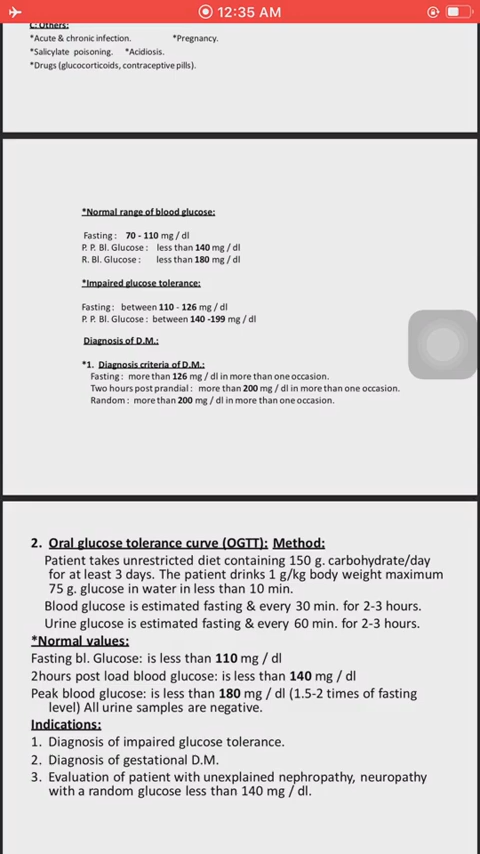 12:35 AM
C: Others:
*Acute & chronic infection. *Pregnancy.
*Salicylate poisoning. *Acidiosis.
*Drugs (glucocorticoids, contraceptive pills).
*Normal range of blood glucose:
Fasting : 70 - 110 mg / dl
P. P. Bl. Glucose : less than 140 mg / dl
R. Bl. Glucose : less than 180 mg / dl
*Impaired glucose tolerance:
Fasting: between 110 - 126 mg / dl
P. P. Bl. Glucose : between 140 -199 mg / dl
Diagnosis of D.M.:
*1. Diagnosis criteria of D.M.:
Fasting : more than 126 mg / dl in more than one occasion.
Two hours post prandial : more than 200 mg / dl in more than one occasion.
Random : more than 200 mg / dl in more than one occasion.
2. Oral glucose tolerance curve (OGTT): Method:
Patient takes unrestricted diet containing 150 g. carbohydrate/day
for at least 3 days. The patient drinks 1 g/kg body weight maximum
75 g. glucose in water in less than 10 min.
Blood glucose is estimated fasting & every 30 min. for 2-3 hours.
Urine glucose is estimated fasting & every 60 min. for 2-3 hours.
*Normal values:
Fasting bl. Glucose: is less than 110 mg / dl
2hours post load blood glucose: is less than 140 mg / dl
Peak blood glucose: is less than 180 mg / dl (1.5-2 times of fasting
level) All urine samples are negative.
Indications:
1. Diagnosis of impaired glucose tolerance.
2. Diagnosis of gestational D.M.
3. Evaluation of patient with unexplained nephropathy, neuropathy
with a random glucose less than 140 mg / dl.